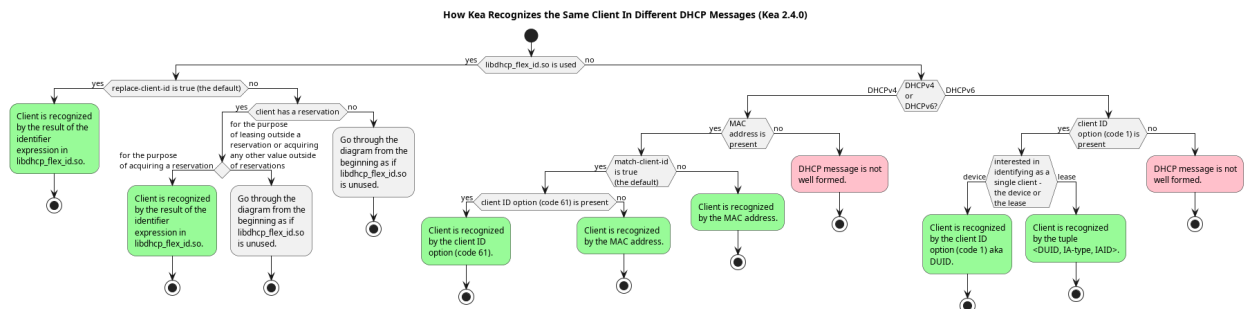 How Kea Recognizes the Same Client In Different DHCP Messages (Kea 2.4.0)
yes
libdhcp_flex_id.so is used
no
yes
replace-client-id is true (the default)
no
Client is recognized
by the result of the
identifier
expression in
libdhcp_flex_id.so.
yes
client has a reservation
no
for the purpose
of acquiring a reservation
for the purpose
of leasing outside a
reservation or acquiring
any other value outside
of reservations
Client is recognized
by the result of the
identifier
expression in
libdhcp_flex_id.so.
Go through the
diagram from the
beginning as if
libdhcp_flex_id.so
is unused.
Go through the
diagram from the
beginning as if
libdhcp_flex_id.so
is unused.
DHCPv4
DHCPv4
or
DHCPv6?
DHCPv6
yes
MAC
address is
present
no
yes
match-client-id
is true
(the default)
no
yes
client ID option (code 61) is present
no
Client is recognized
by the client ID
option (code 61).
Client is recognized
by the MAC address.
Client is recognized
by the MAC address.
DHCP message is not
well formed.
yes
client ID
option (code 1) is
present
no
device
interested in
identifying as a
single client -
the device or
the lease
lease
Client is recognized
by the client ID
option (code 1) aka
DUID.
Client is recognized
by the tuple
<DUID, IA-type, IAID>.
DHCP message is not
well formed.